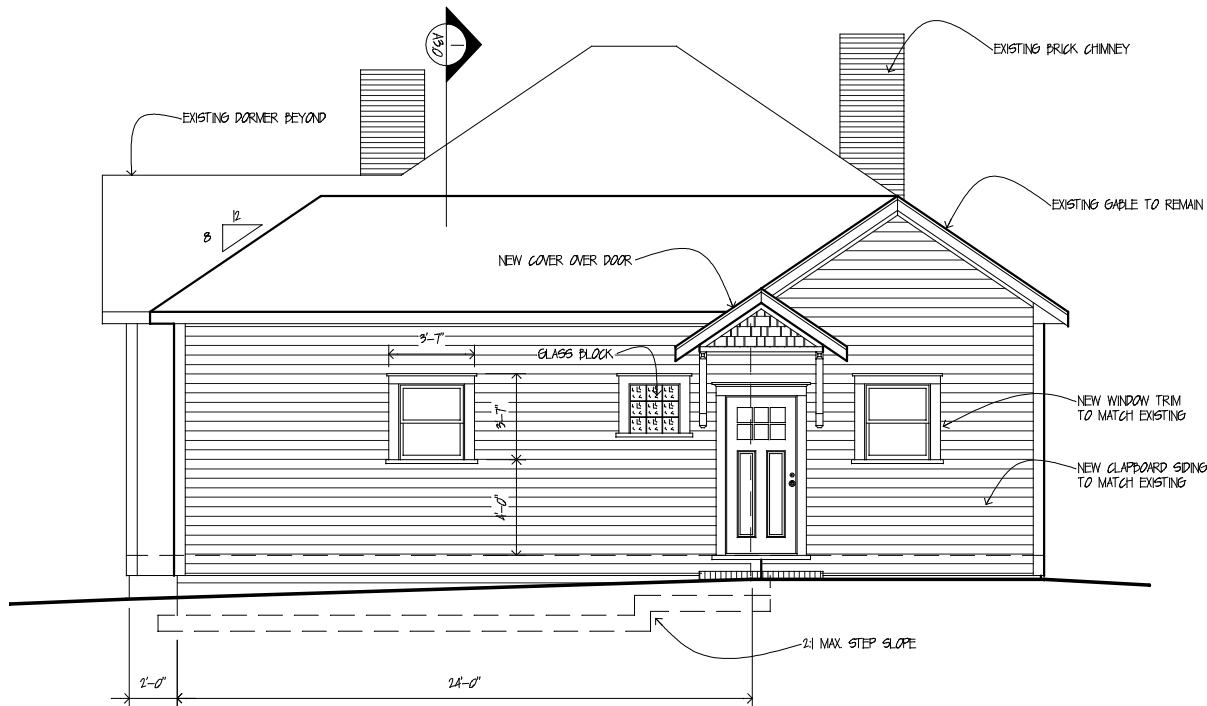 A3.0
1
EXISTING BRICK CHIMNEY
EXISTING DORMER BEYOND
EXISTING GABLE TO REMAIN
12
8
NEW COVER OVER DOOR
3'-7"
GLASS BLOCK
3'-7"
NEW WINDOW TRIM
TO MATCH EXISTING
NEW CLAPBOARD SIDING
TO MATCH EXISTING
4'-0"
2:1 MAX. STEP SLOPE
2'-0"
24'-0"